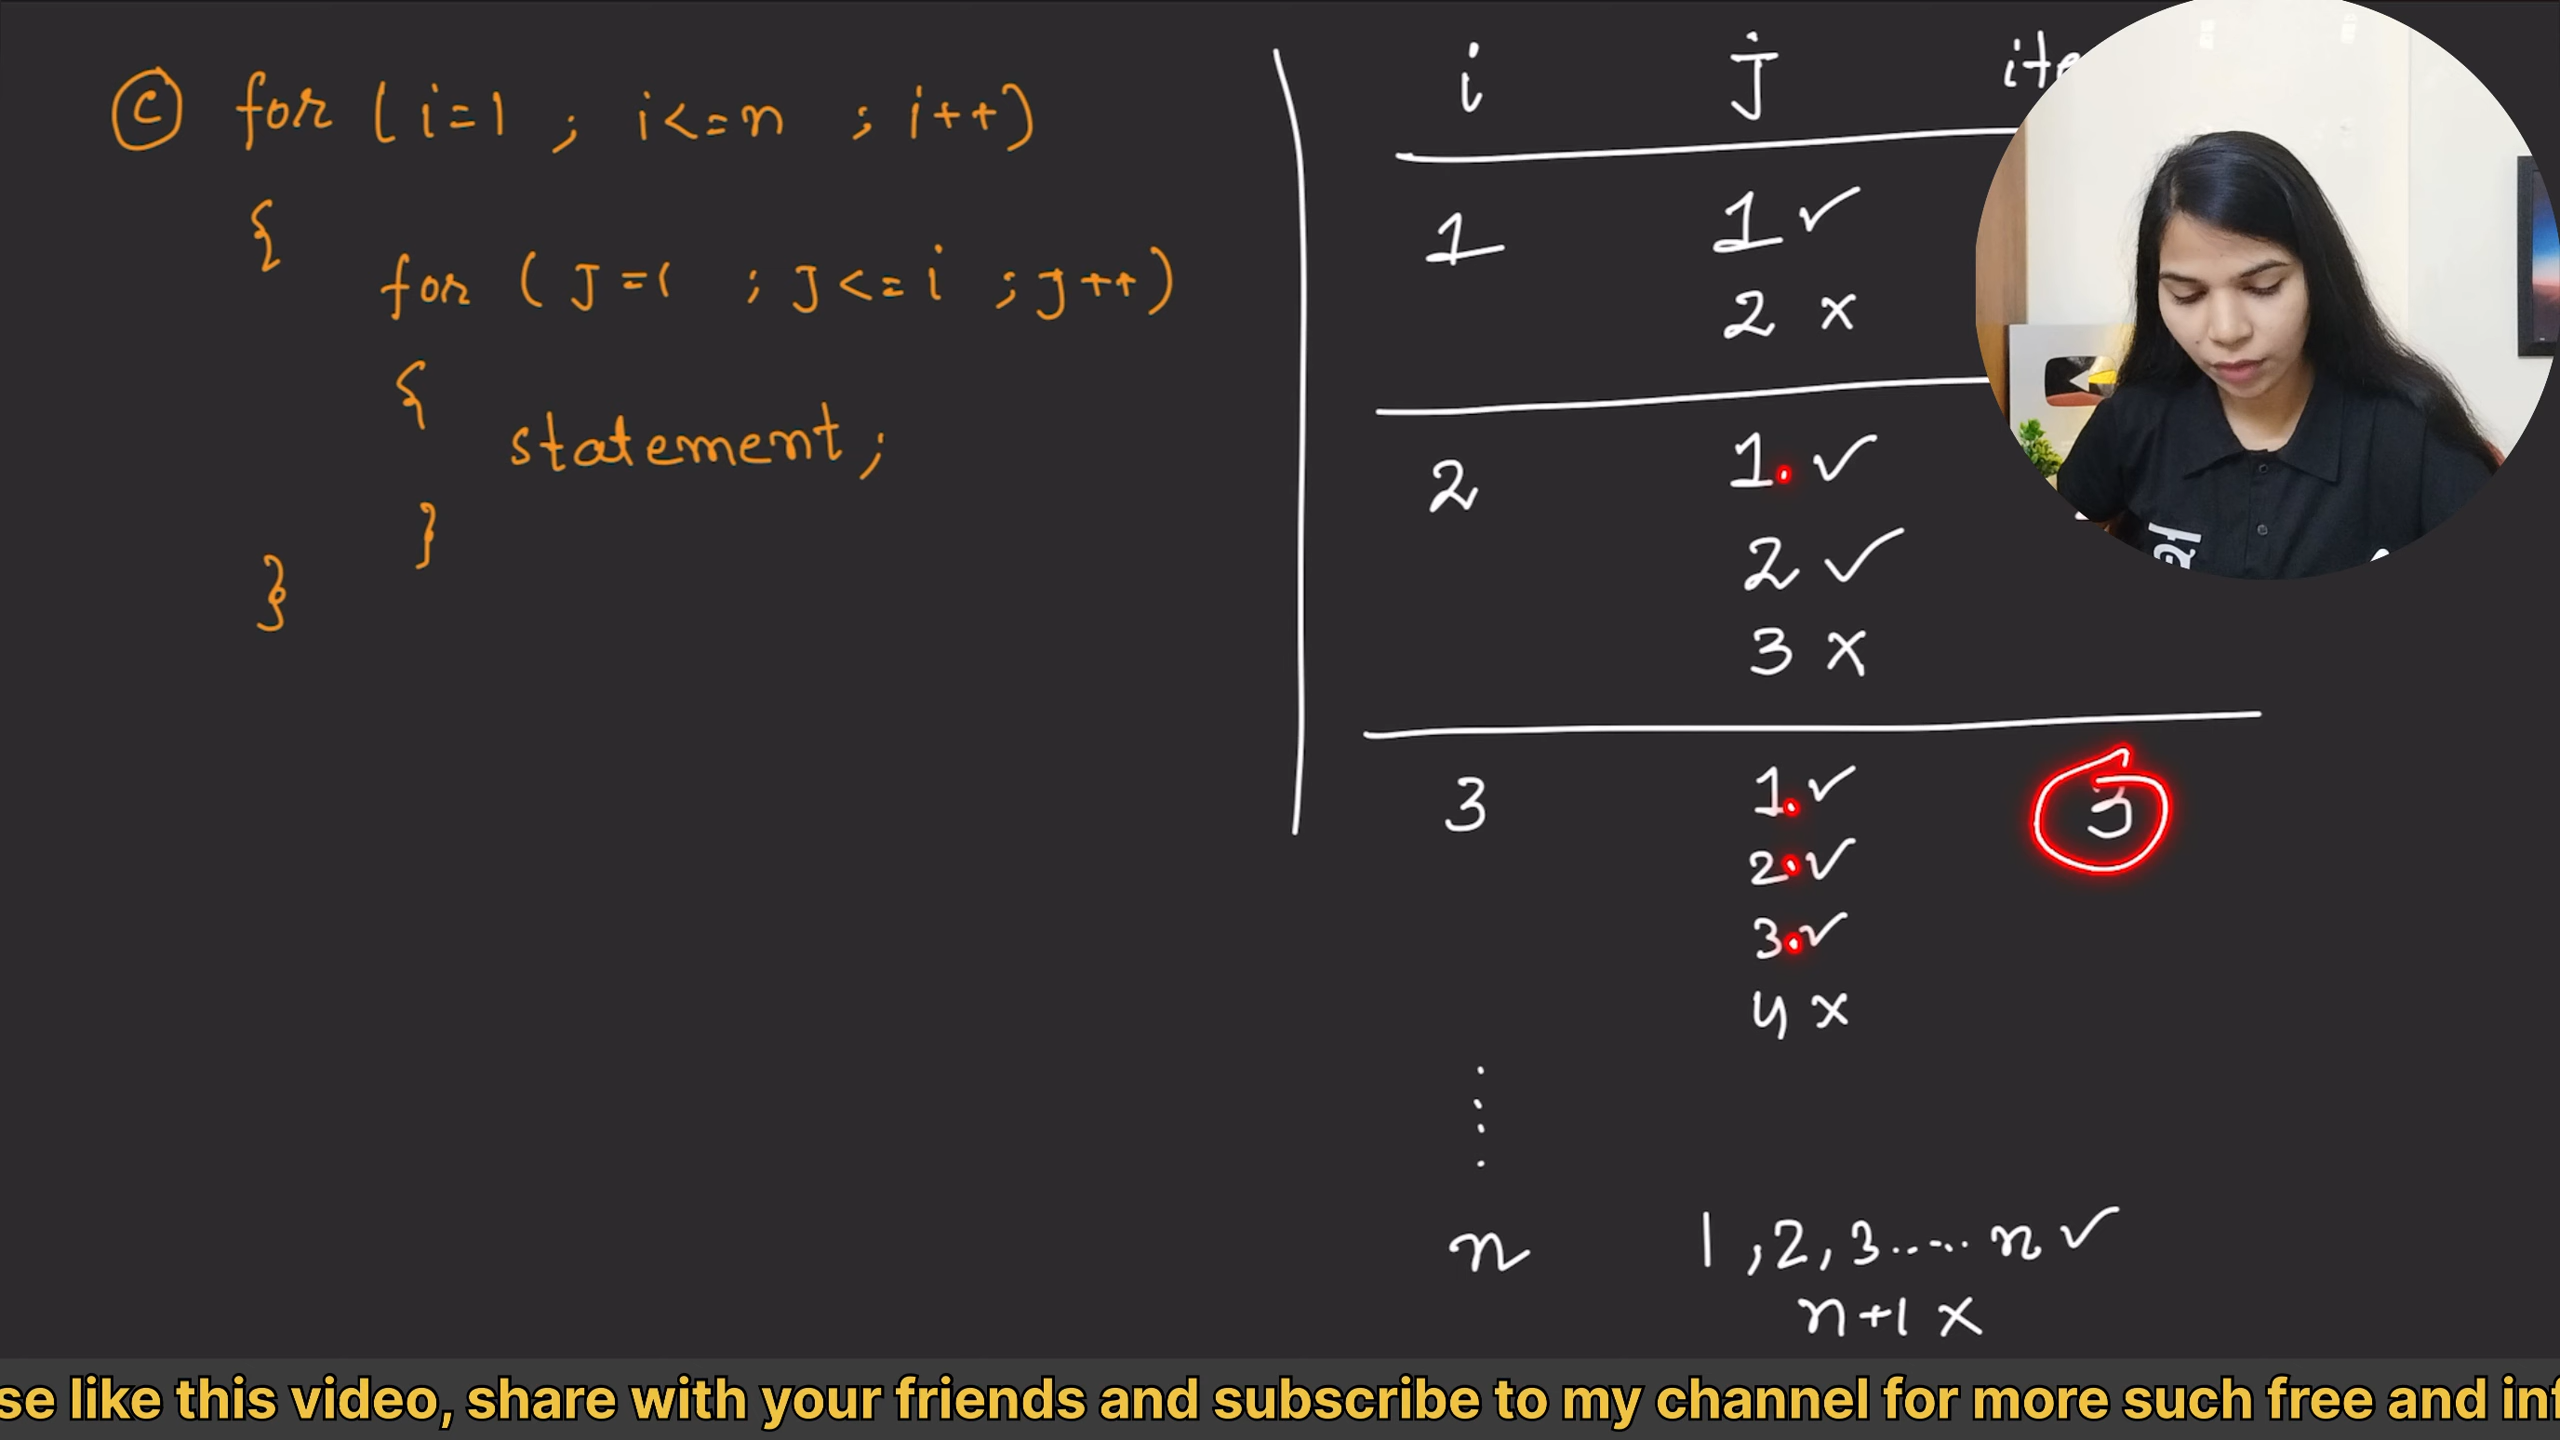 c for (i=1 ; i<=n ; i++)
{
for (J=1 ; J<=i ; J++)
{
statement;
}
}
i J ite
1 1 ✓
2 x
2 1 ✓
2 ✓
3 x
3 1 ✓ 3
2 ✓
3 ✓
4 x
n 1, 2, 3..... n ✓
n+1 x
se like this video, share with your friends and subscribe to my channel for more such free and inf